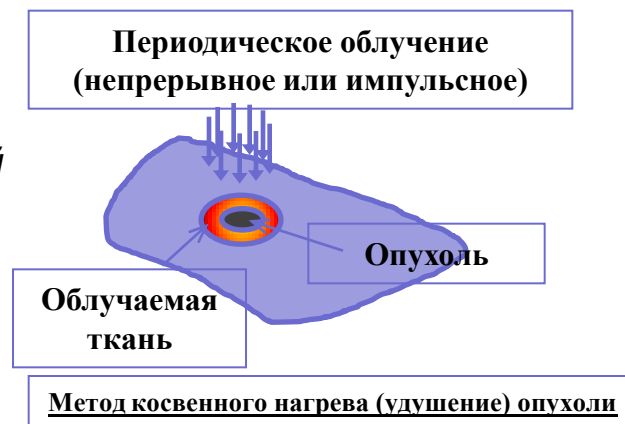 Периодическое облучение
(непрерывное или импульсное)
й
Опухоль
Облучаемая
ткань
Метод косвенного нагрева (удушение) опухоли